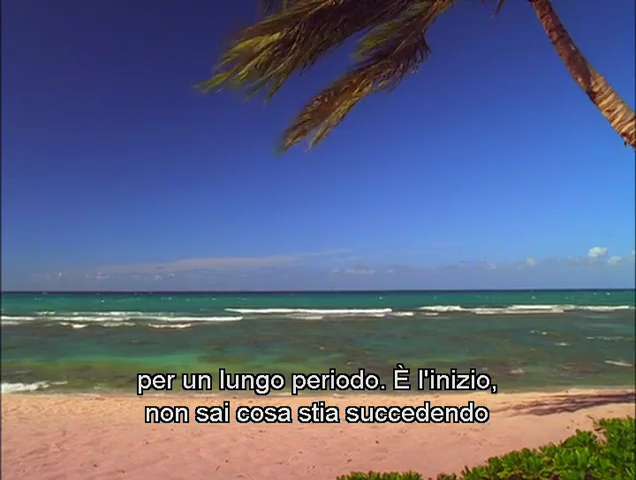 per un lungo periodo. È l'inizio,
non sai cosa stia succedendo